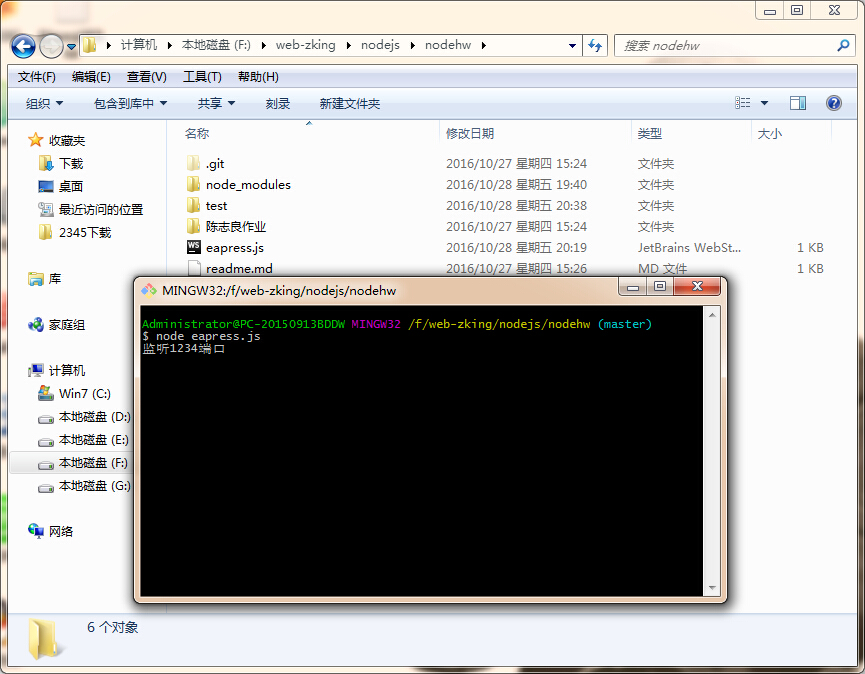 计算机 本地磁盘 (F:) web-zking nodejs nodehw
搜索 nodehw
文件(F) 编辑(E) 查看(V) 工具(T) 帮助(H)
组织 包含到库中 共享 刻录 新建文件夹
收藏夹
下载
桌面
最近访问的位置
2345下载
库
家庭组
计算机
Win7 (C:)
本地磁盘 (D:)
本地磁盘 (E:)
本地磁盘 (F:)
本地磁盘 (G:)
网络
名称 修改日期 类型 大小
.git 2016/10/27 星期四 15:24 文件夹
node_modules 2016/10/28 星期五 19:40 文件夹
test 2016/10/28 星期五 20:38 文件夹
陈志良作业 2016/10/27 星期四 15:24 文件夹
WS eapress.js 2016/10/28 星期五 20:19 JetBrains WebSt... 1 KB
readme.md 2016/10/27 星期四 15:26 MD 文件 1 KB
MINGW32:/f/web-zking/nodejs/nodehw
Administrator@PC-20150913BDDW MINGW32 /f/web-zking/nodejs/nodehw (master)
$ node eapress.js
监听1234端口
6 个对象